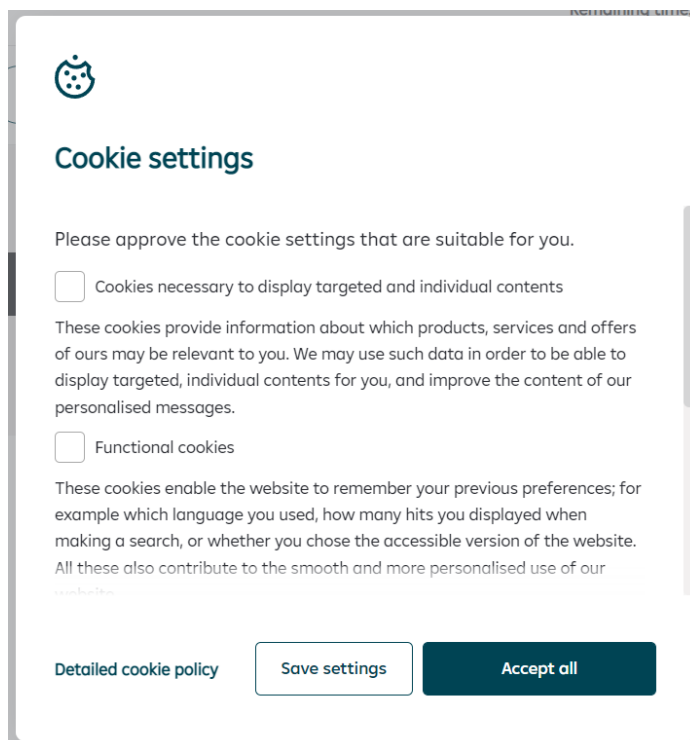 Remaining time
Cookie settings
Please approve the cookie settings that are suitable for you.
Cookies necessary to display targeted and individual contents
These cookies provide information about which products, services and offers
of ours may be relevant to you. We may use such data in order to be able to
display targeted, individual contents for you, and improve the content of our
personalised messages.
Functional cookies
These cookies enable the website to remember your previous preferences; for
example which language you used, how many hits you displayed when
making a search, or whether you chose the accessible version of the website.
All these also contribute to the smooth and more personalised use of our
website.
Detailed cookie policy
Save settings
Accept all